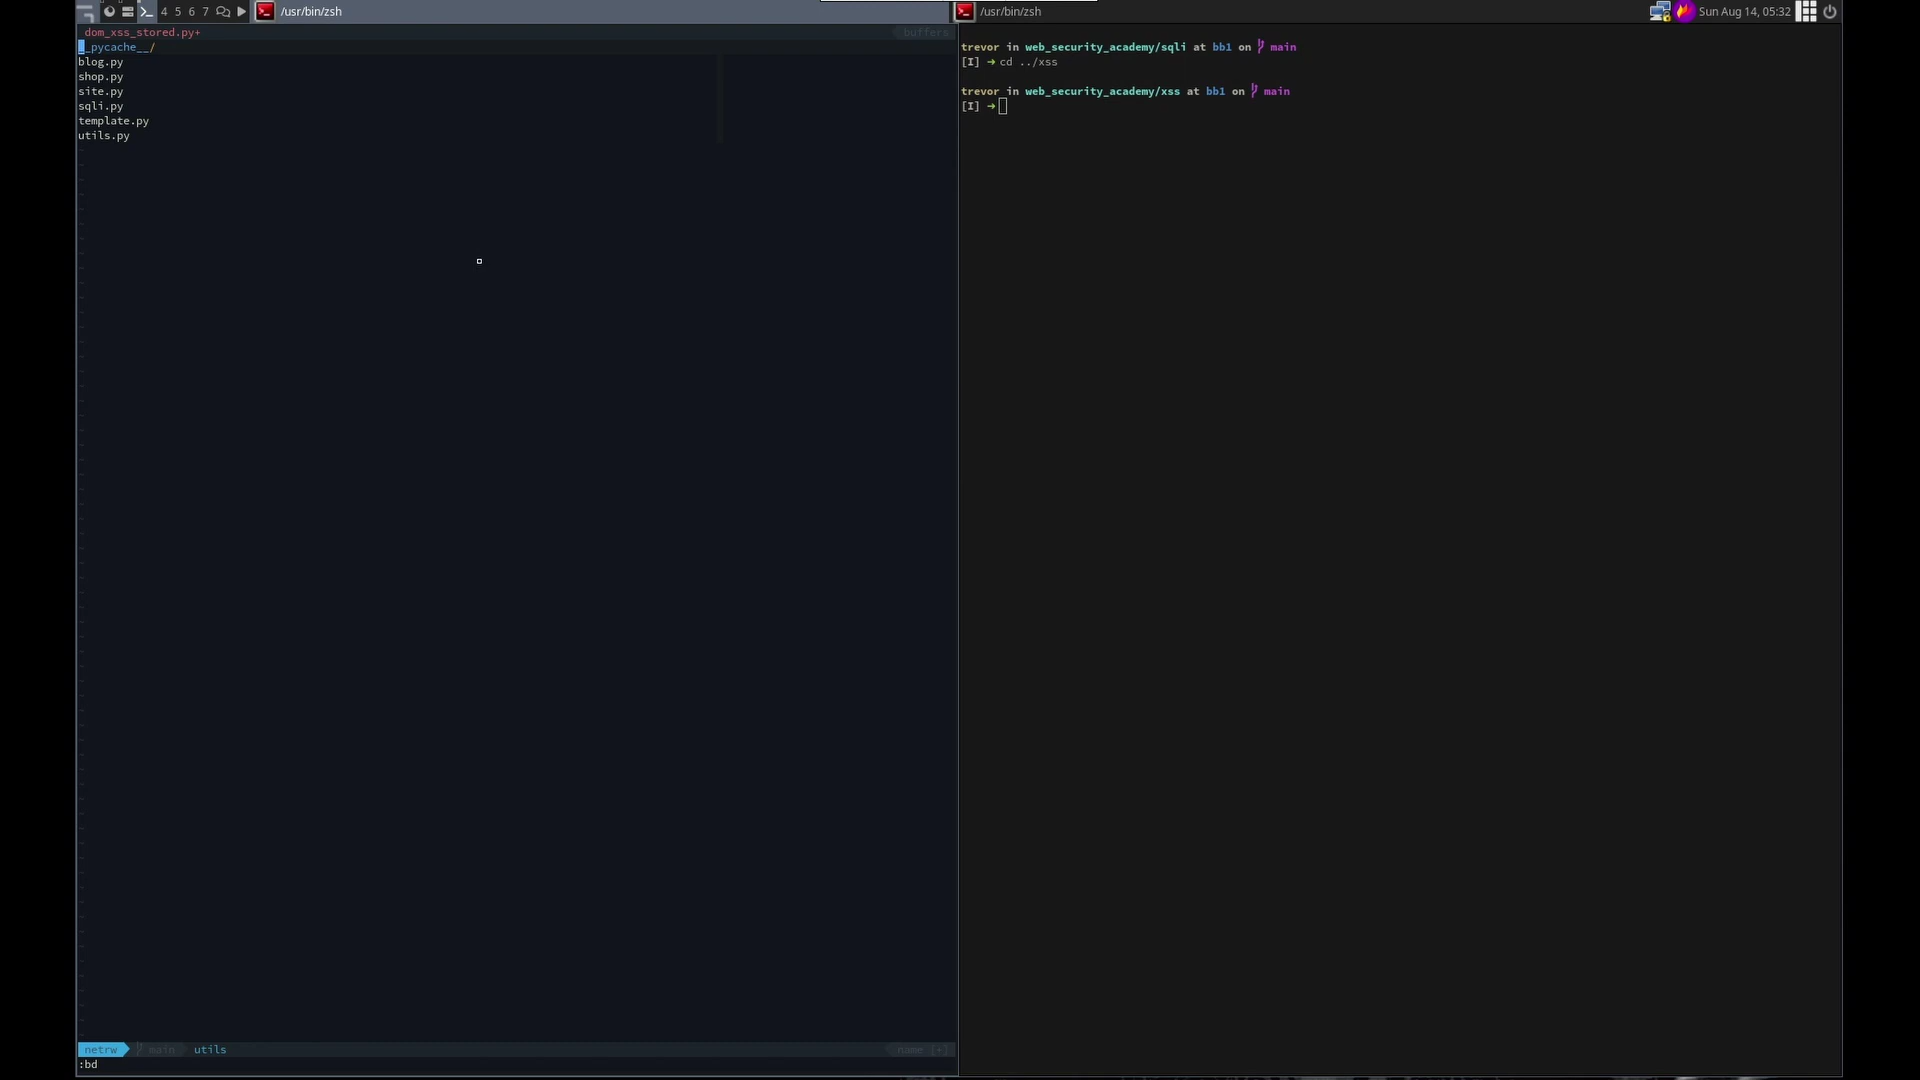 4 5 6 7 /usr/bin/zsh
/usr/bin/zsh
Sun Aug 14, 05:32
dom_xss_stored.py+
buffers
__pycache__/
blog.py
shop.py
site.py
sqli.py
template.py
utils.py
netrw main utils
name [-]
:bd
trevor in web_security_academy/sqli at bb1 on main
[I] ➜ cd ../xss
trevor in web_security_academy/xss at bb1 on main
[I] ➜